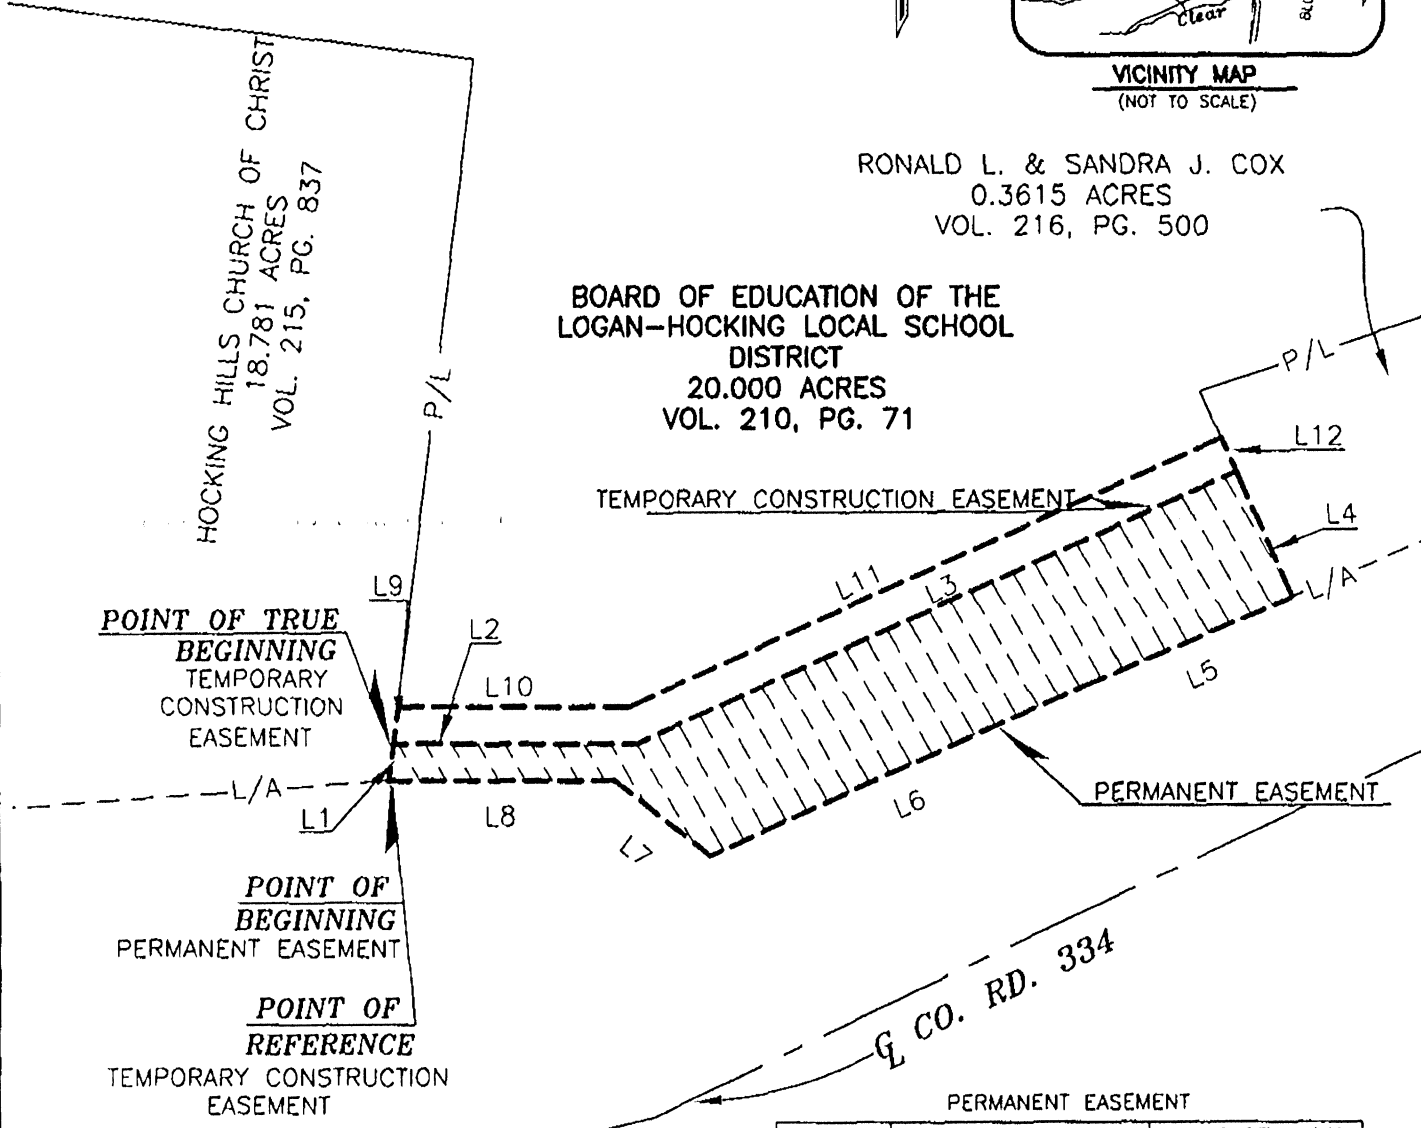 Clear
VICINITY MAP
(NOT TO SCALE)
HOCKING HILLS CHURCH OF CHRIST
18.781 ACRES
VOL. 215, PG. 837
RONALD L. & SANDRA J. COX
0.3615 ACRES
VOL. 216, PG. 500
BOARD OF EDUCATION OF THE
LOGAN-HOCKING LOCAL SCHOOL
DISTRICT
20.000 ACRES
VOL. 210, PG. 71
P/L
P/L
L12
TEMPORARY CONSTRUCTION EASEMENT
L4
L/A
L11
L3
L9
POINT OF TRUE
BEGINNING
TEMPORARY
CONSTRUCTION
EASEMENT
L2
L10
L5
L/A
L1
L8
L7
L6
PERMANENT EASEMENT
POINT OF
BEGINNING
PERMANENT EASEMENT
POINT OF
REFERENCE
TEMPORARY CONSTRUCTION
EASEMENT
CL CO. RD. 334
PERMANENT EASEMENT